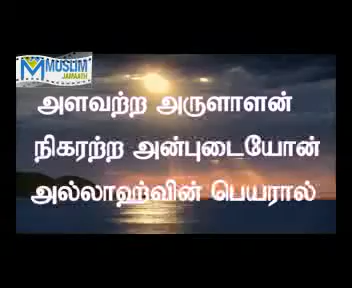 MUSLIM
JAMAATH
அளவற்ற அருளாளன்
நிகரற்ற அன்புடையோன்
அல்லாஹ்வின் பெயரால்